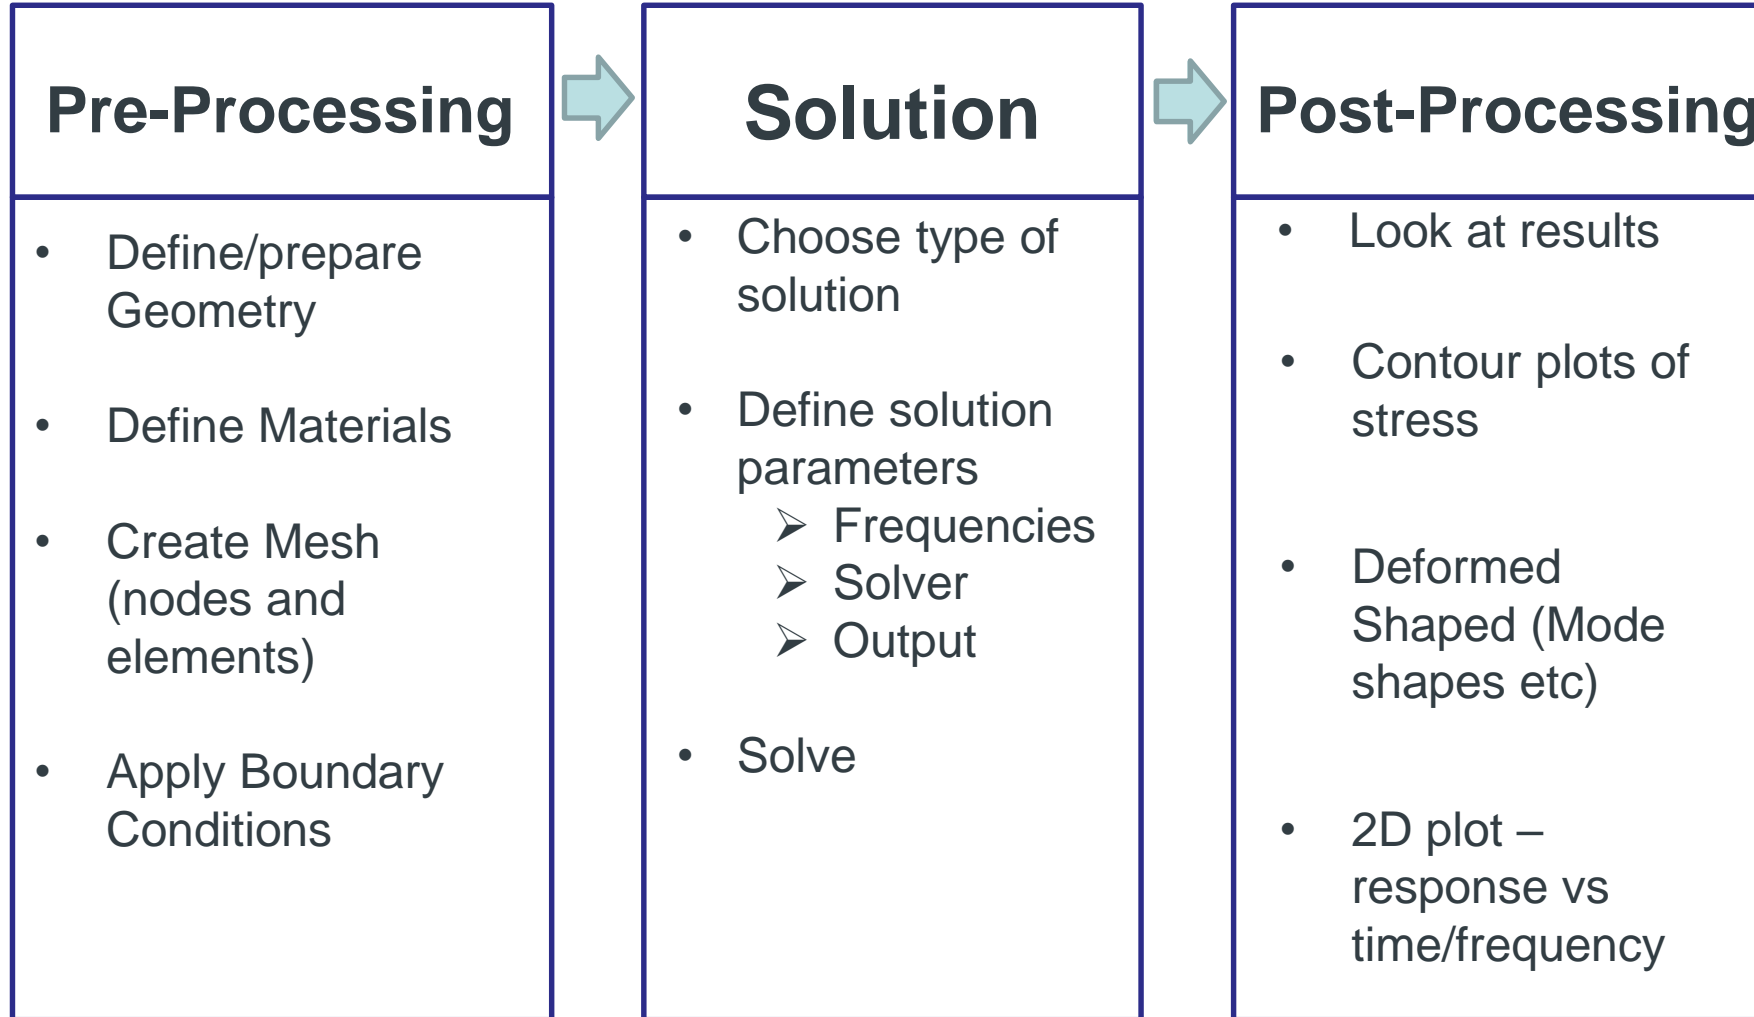 Pre-Processing
• Define/prepare
Geometry
• Define Materials
• Create Mesh
(nodes and
elements)
• Apply Boundary
Conditions
Solution
• Choose type of
solution
• Define solution
parameters
➢ Frequencies
➢ Solver
➢ Output
• Solve
Post-Processing
• Look at results
• Contour plots of
stress
• Deformed
Shaped (Mode
shapes etc)
• 2D plot –
response vs
time/frequency